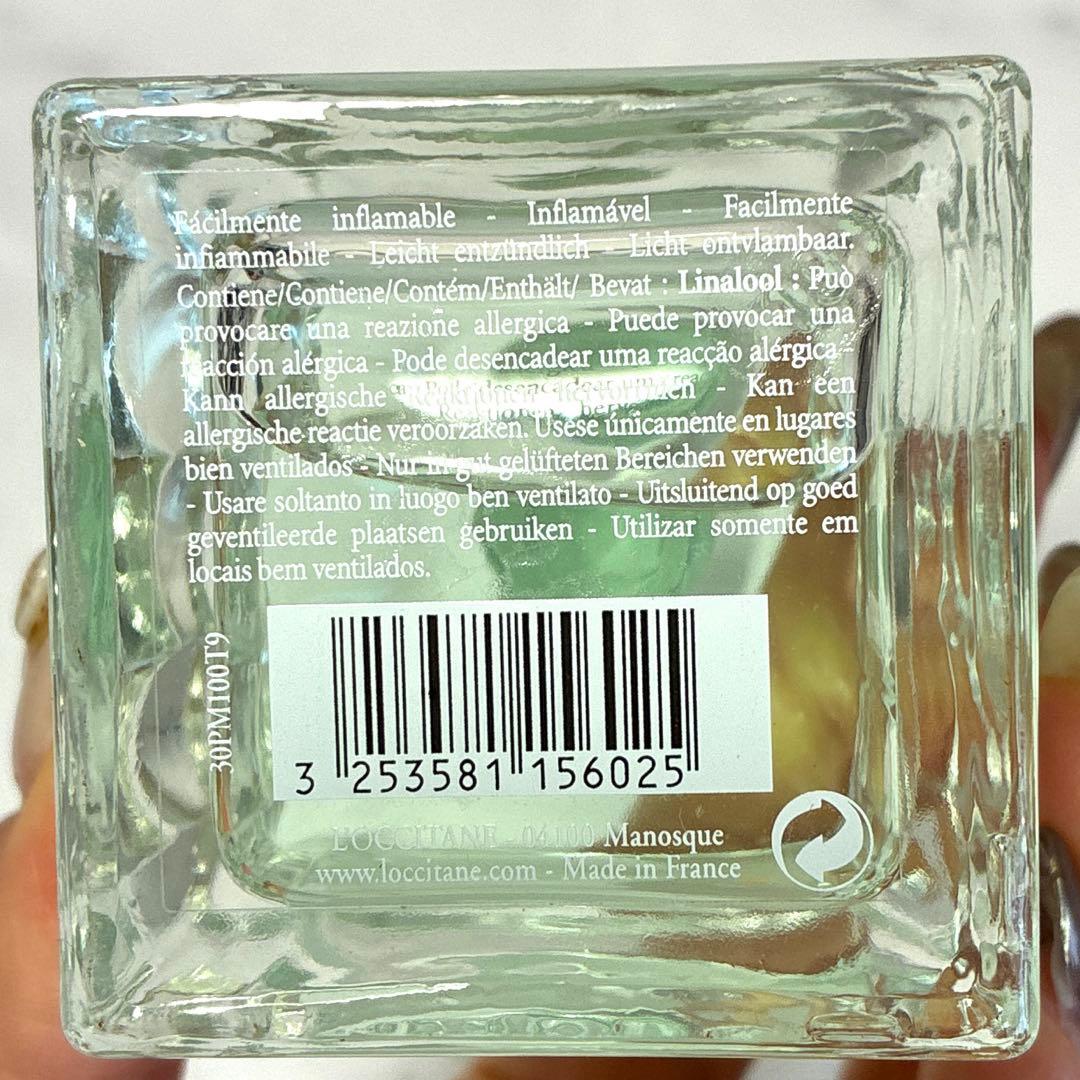 Fácilmente inflamable - Inflamável - Facilmente
infiammabile - Leicht entzündlich - Licht ontvlambaar.
Contiene/Contiene/Contém/Enthält/ Bevat : Linalool : Può
provocare una reazione allergica - Puede provocar una
reacción alérgica - Pode desencadear uma reacção alérgica -
Kann allergische Reaktionen hervorrufen - Kan een
allergische reactie veroorzaken. Úsese únicamente en lugares
bien ventilados - Nur in gut gelüfteten Bereichen verwenden
- Usare soltanto in luogo ben ventilato - Uitsluitend op goed
geventileerde plaatsen gebruiken - Utilizar somente em
locais bem ventilados.
30PM100T9
3 253581 156025
L'OCCITANE - 04100 Manosque
www.loccitane.com - Made in France